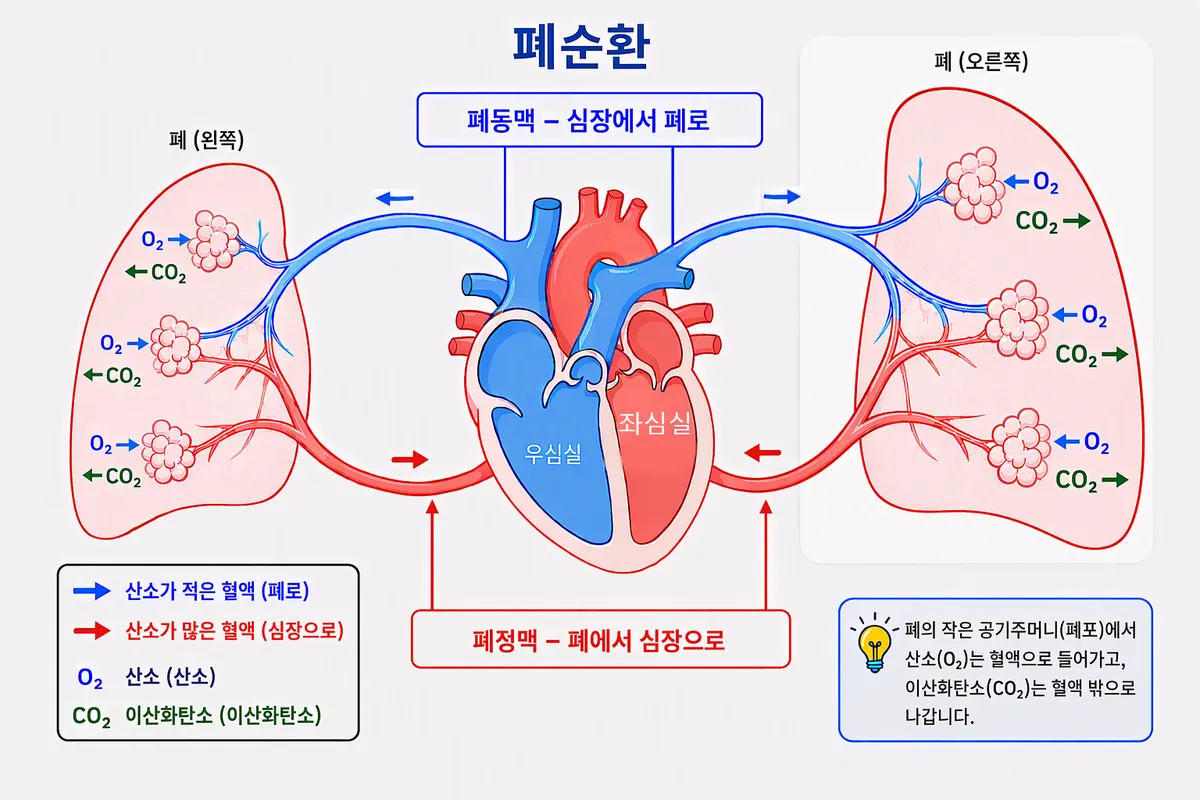 폐순환
폐동맥 – 심장에서 폐로
폐 (왼쪽)
O₂
CO₂
O₂
CO₂
O₂
CO₂
폐 (오른쪽)
O₂
CO₂
O₂
CO₂
O₂
CO₂
우심실
좌심실
폐정맥 – 폐에서 심장으로
산소가 적은 혈액 (폐로)
산소가 많은 혈액 (심장으로)
O₂ 산소 (산소)
CO₂ 이산화탄소 (이산화탄소)
폐의 작은 공기주머니(폐포)에서
산소(O₂)는 혈액으로 들어가고,
이산화탄소(CO₂)는 혈액 밖으로
나갑니다.